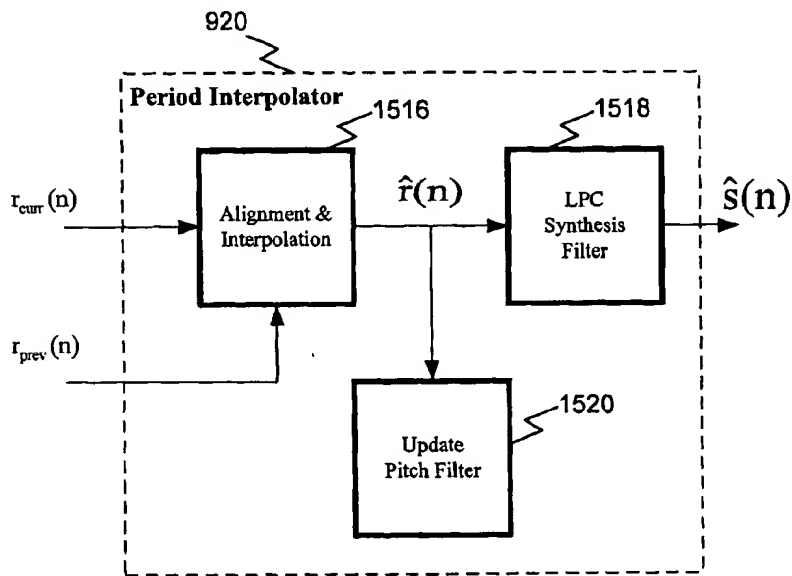 920
Period Interpolator
1516
1518
r_curr(n)
Alignment &
Interpolation
r̂(n)
LPC
Synthesis
Filter
ŝ(n)
r_prev(n)
1520
Update
Pitch Filter